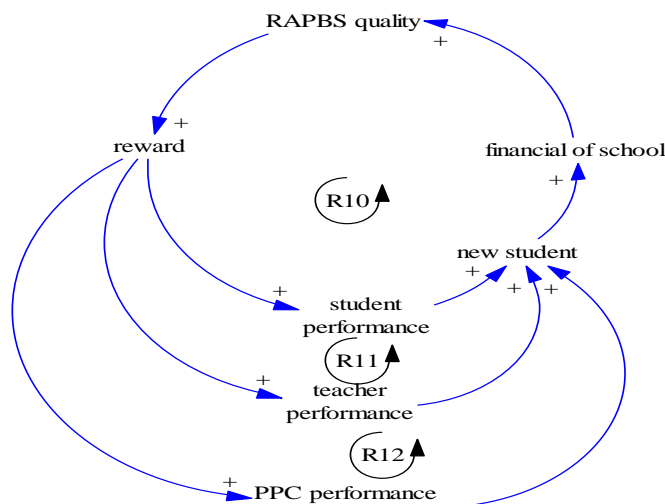 RAPBS quality
+
+
reward
financial of school
+
R10
new student
+
+
+
+
student
performance
R11
+
teacher
performance
R12
+
PPC performance